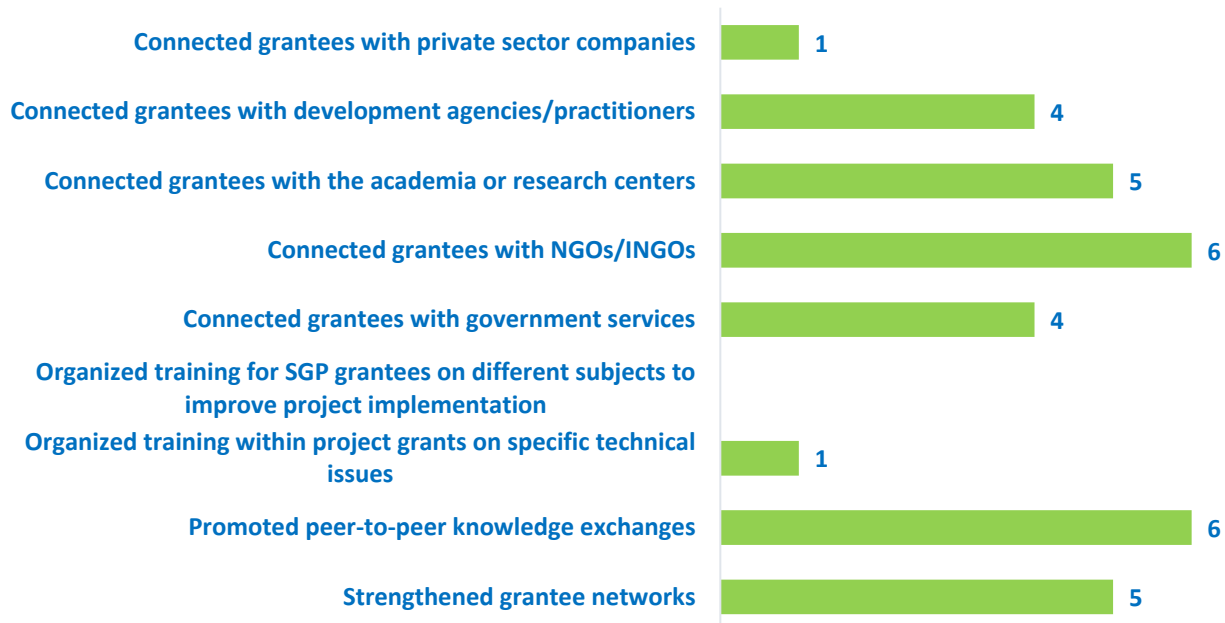 Connected grantees with private sector companies
1
Connected grantees with development agencies/practitioners
4
Connected grantees with the academia or research centers
5
Connected grantees with NGOs/INGOs
6
Connected grantees with government services
4
Organized training for SGP grantees on different subjects to
improve project implementation
Organized training within project grants on specific technical
issues
1
Promoted peer-to-peer knowledge exchanges
6
Strengthened grantee networks
5